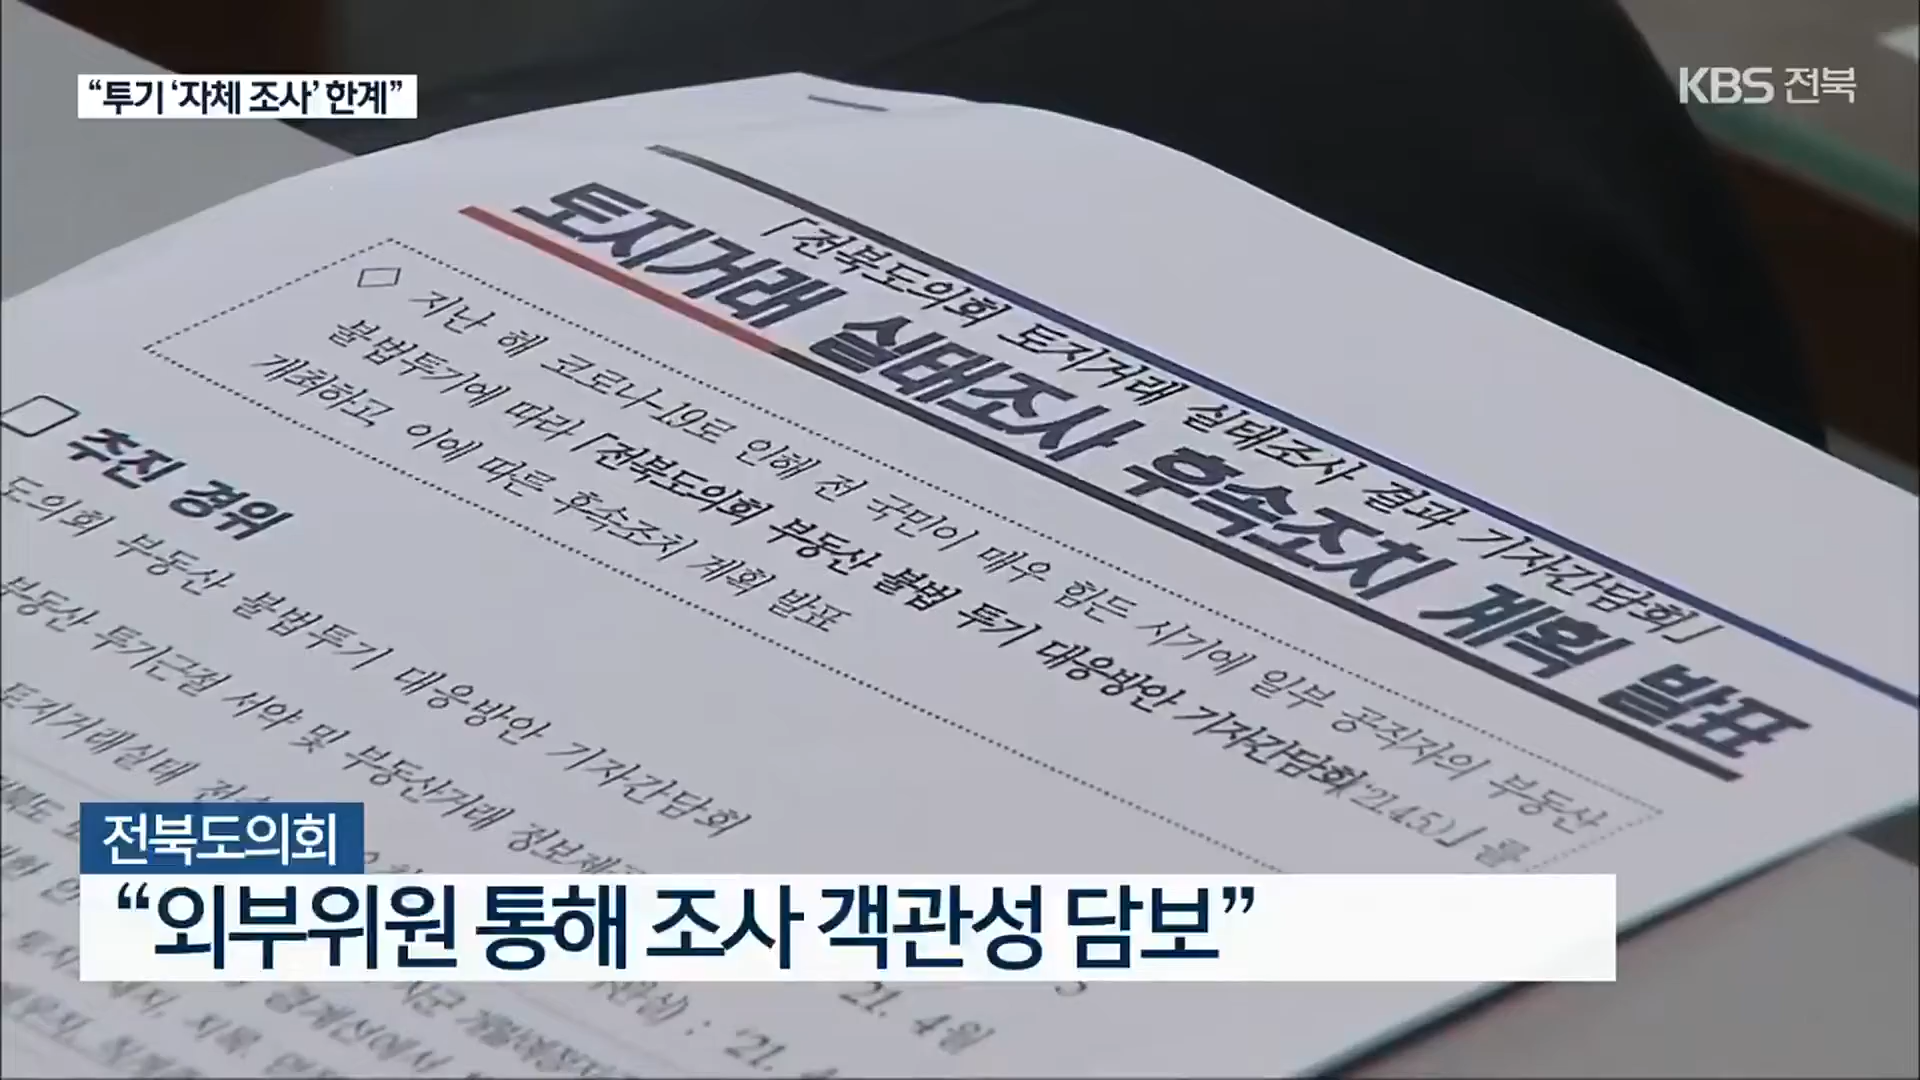 “투기 ‘자체 조사’ 한계”
KBS 전북
「전북도의회 토지거래 실태조사 결과 기자간담회」
토지거래 실태조사 후속조치 계획 발표
◇ 지난 해 코로나-19로 인해 전 국민이 매우 힘든 시기에 일부 공직자의 부동산
불법투기에 따라 「전북도의회 부동산 불법 투기 대응방안 기자간담회('21.4.5.)」를
개최하고, 이에 따른 후속조치 계획 발표
□ 추진 경위
도의회 부동산 불법투기 대응방안 기자간담회
부동산 투기근절 서약 및 부동산거래 정보제공
토지거래실태
전북도의회
“외부위원 통해 조사 객관성 담보”
21. 4월
'21. 4